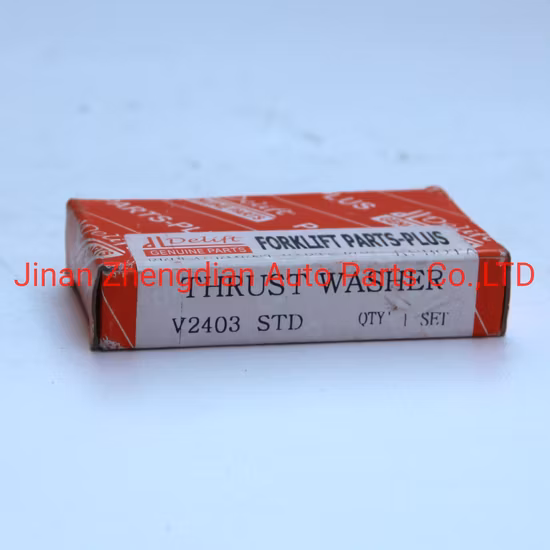 Delift
GENUINE PARTS
FORKLIFT PARTS-PLUS
Jinan Zhengdian Auto Parts Co.,LTD
THRUST WASHER
V2403 STD QTY' 1 SET